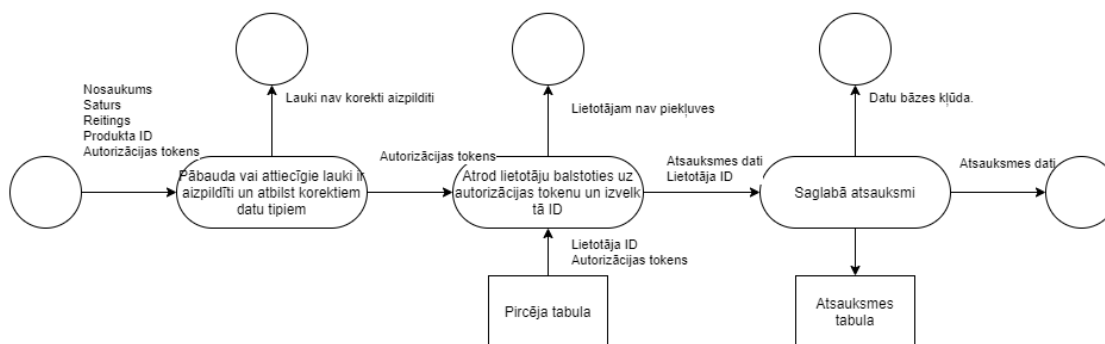 Nosaukums
Saturs
Reitings
Produkta ID
Autorizācijas tokens
Lauki nav korekti aizpildīti
Pābauda vai attiecīgie lauki ir
aizpildīti un atbilst korektiem
datu tipiem
Autorizācijas tokens
Lietotājam nav piekļuves
Atrod lietotāju balstoties uz
autorizācijas tokenu un izvelk
tā ID
Lietotāja ID
Autorizācijas tokens
Pircēja tabula
Atsauksmes dati
Lietotāja ID
Datu bāzes kļūda.
Saglabā atsauksmi
Atsauksmes
tabula
Atsauksmes dati